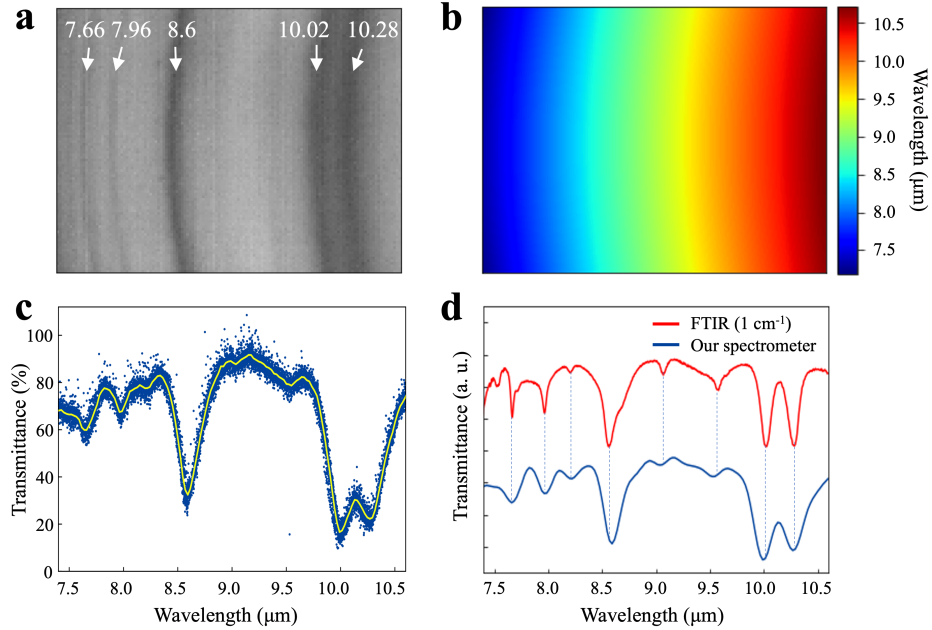 a
7.66 7.96 8.6 10.02 10.28
b
10.5
10.0
9.5
9.0
8.5
8.0
7.5
Wavelength (μm)
c
100
80
60
40
20
0
Transmittance (%)
7.5 8.0 8.5 9.0 9.5 10.0 10.5
Wavelength (μm)
d
FTIR (1 cm⁻¹)
Our spectrometer
Transmittance (a. u.)
7.5 8.0 8.5 9.0 9.5 10.0 10.5
Wavelength (μm)